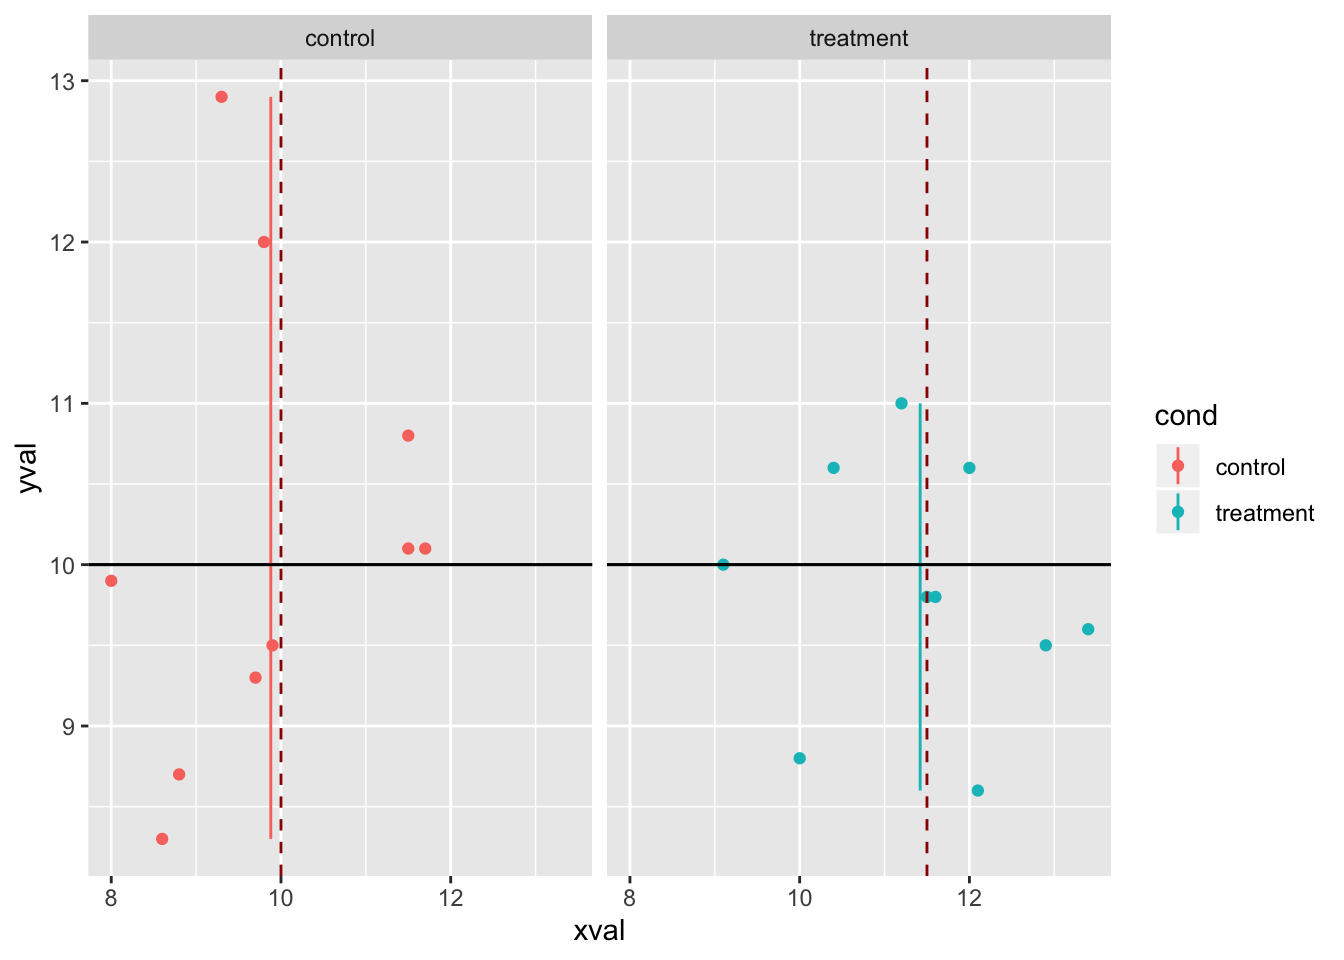 control
treatment
13
12
11
10
9
yval
8 10 12
8 10 12
xval
cond
control
treatment